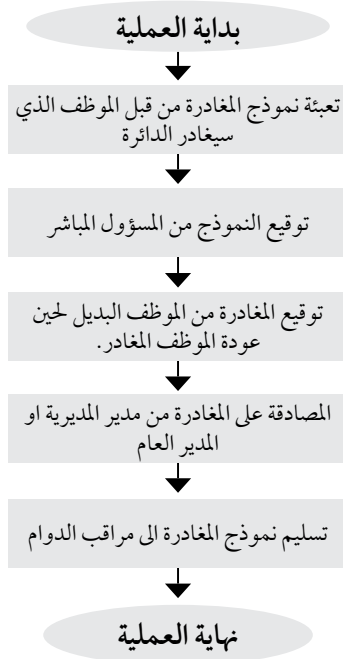 بداية العملية
تعبئة نموذج المغادرة من قبل الموظف الذي
سيغادر الدائرة
توقيع النموذج من المسؤول المباشر
توقيع المغادرة من الموظف البديل لحين
عودة الموظف المغادر.
المصادقة على المغادرة من مدير المديرية او
المدير العام
تسليم نموذج المغادرة الى مراقب الدوام
نهاية العملية